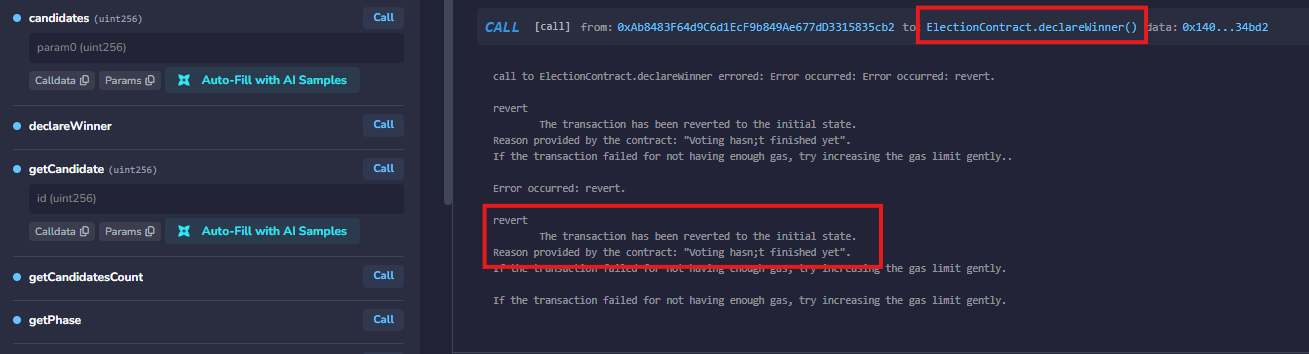 candidates (uint256)
Call
param0 (uint256)
Calldata
Params
Auto-Fill with AI Samples
declareWinner
Call
getCandidate (uint256)
Call
id (uint256)
Calldata
Params
Auto-Fill with AI Samples
getCandidatesCount
Call
getPhase
Call
CALL [call] from: 0xAb8483F64d9C6d1EcF9b849Ae677dD3315835cb2 to: ElectionContract.declareWinner() data: 0x140...34bd2
call to ElectionContract.declareWinner errored: Error occurred: Error occurred: revert.
revert
The transaction has been reverted to the initial state.
Reason provided by the contract: "Voting hasn;t finished yet".
If the transaction failed for not having enough gas, try increasing the gas limit gently..
Error occurred: revert.
revert
The transaction has been reverted to the initial state.
Reason provided by the contract: "Voting hasn;t finished yet".
If the transaction failed for not having enough gas, try increasing the gas limit gently.
If the transaction failed for not having enough gas, try increasing the gas limit gently.